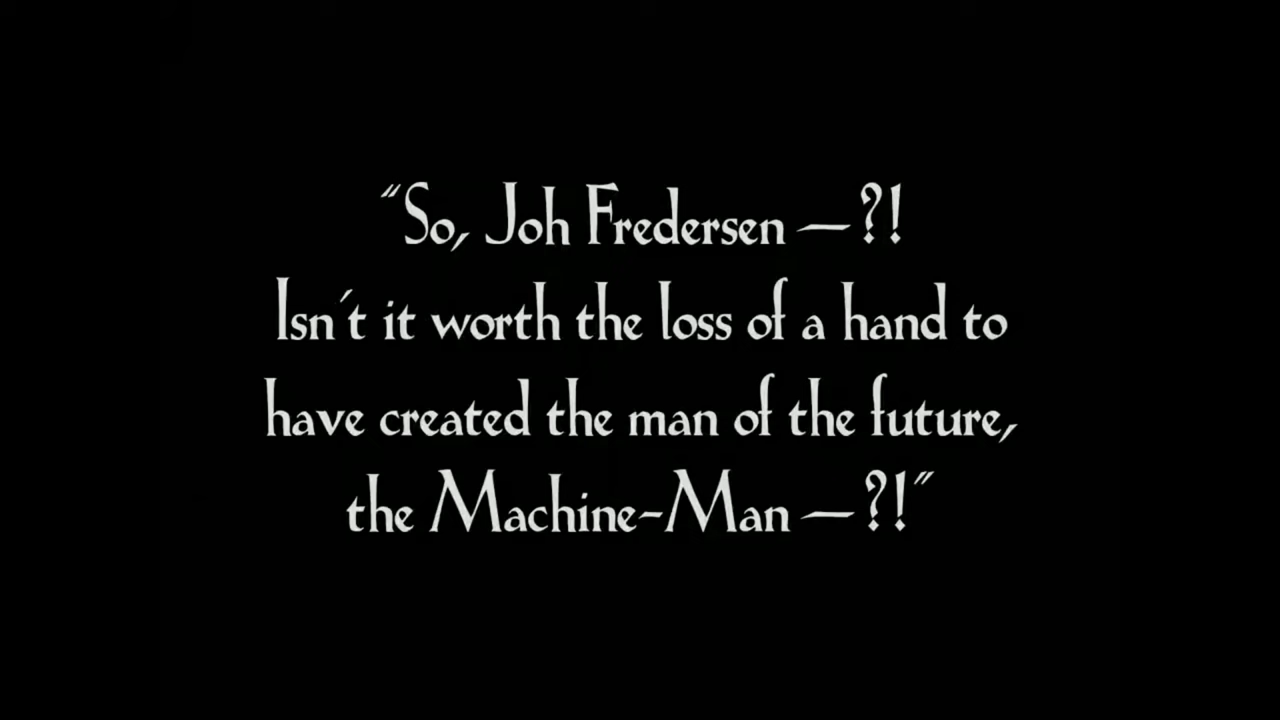 "So, Joh Fredersen —?!
Isn't it worth the loss of a hand to
have created the man of the future,
the Machine-Man —?!"